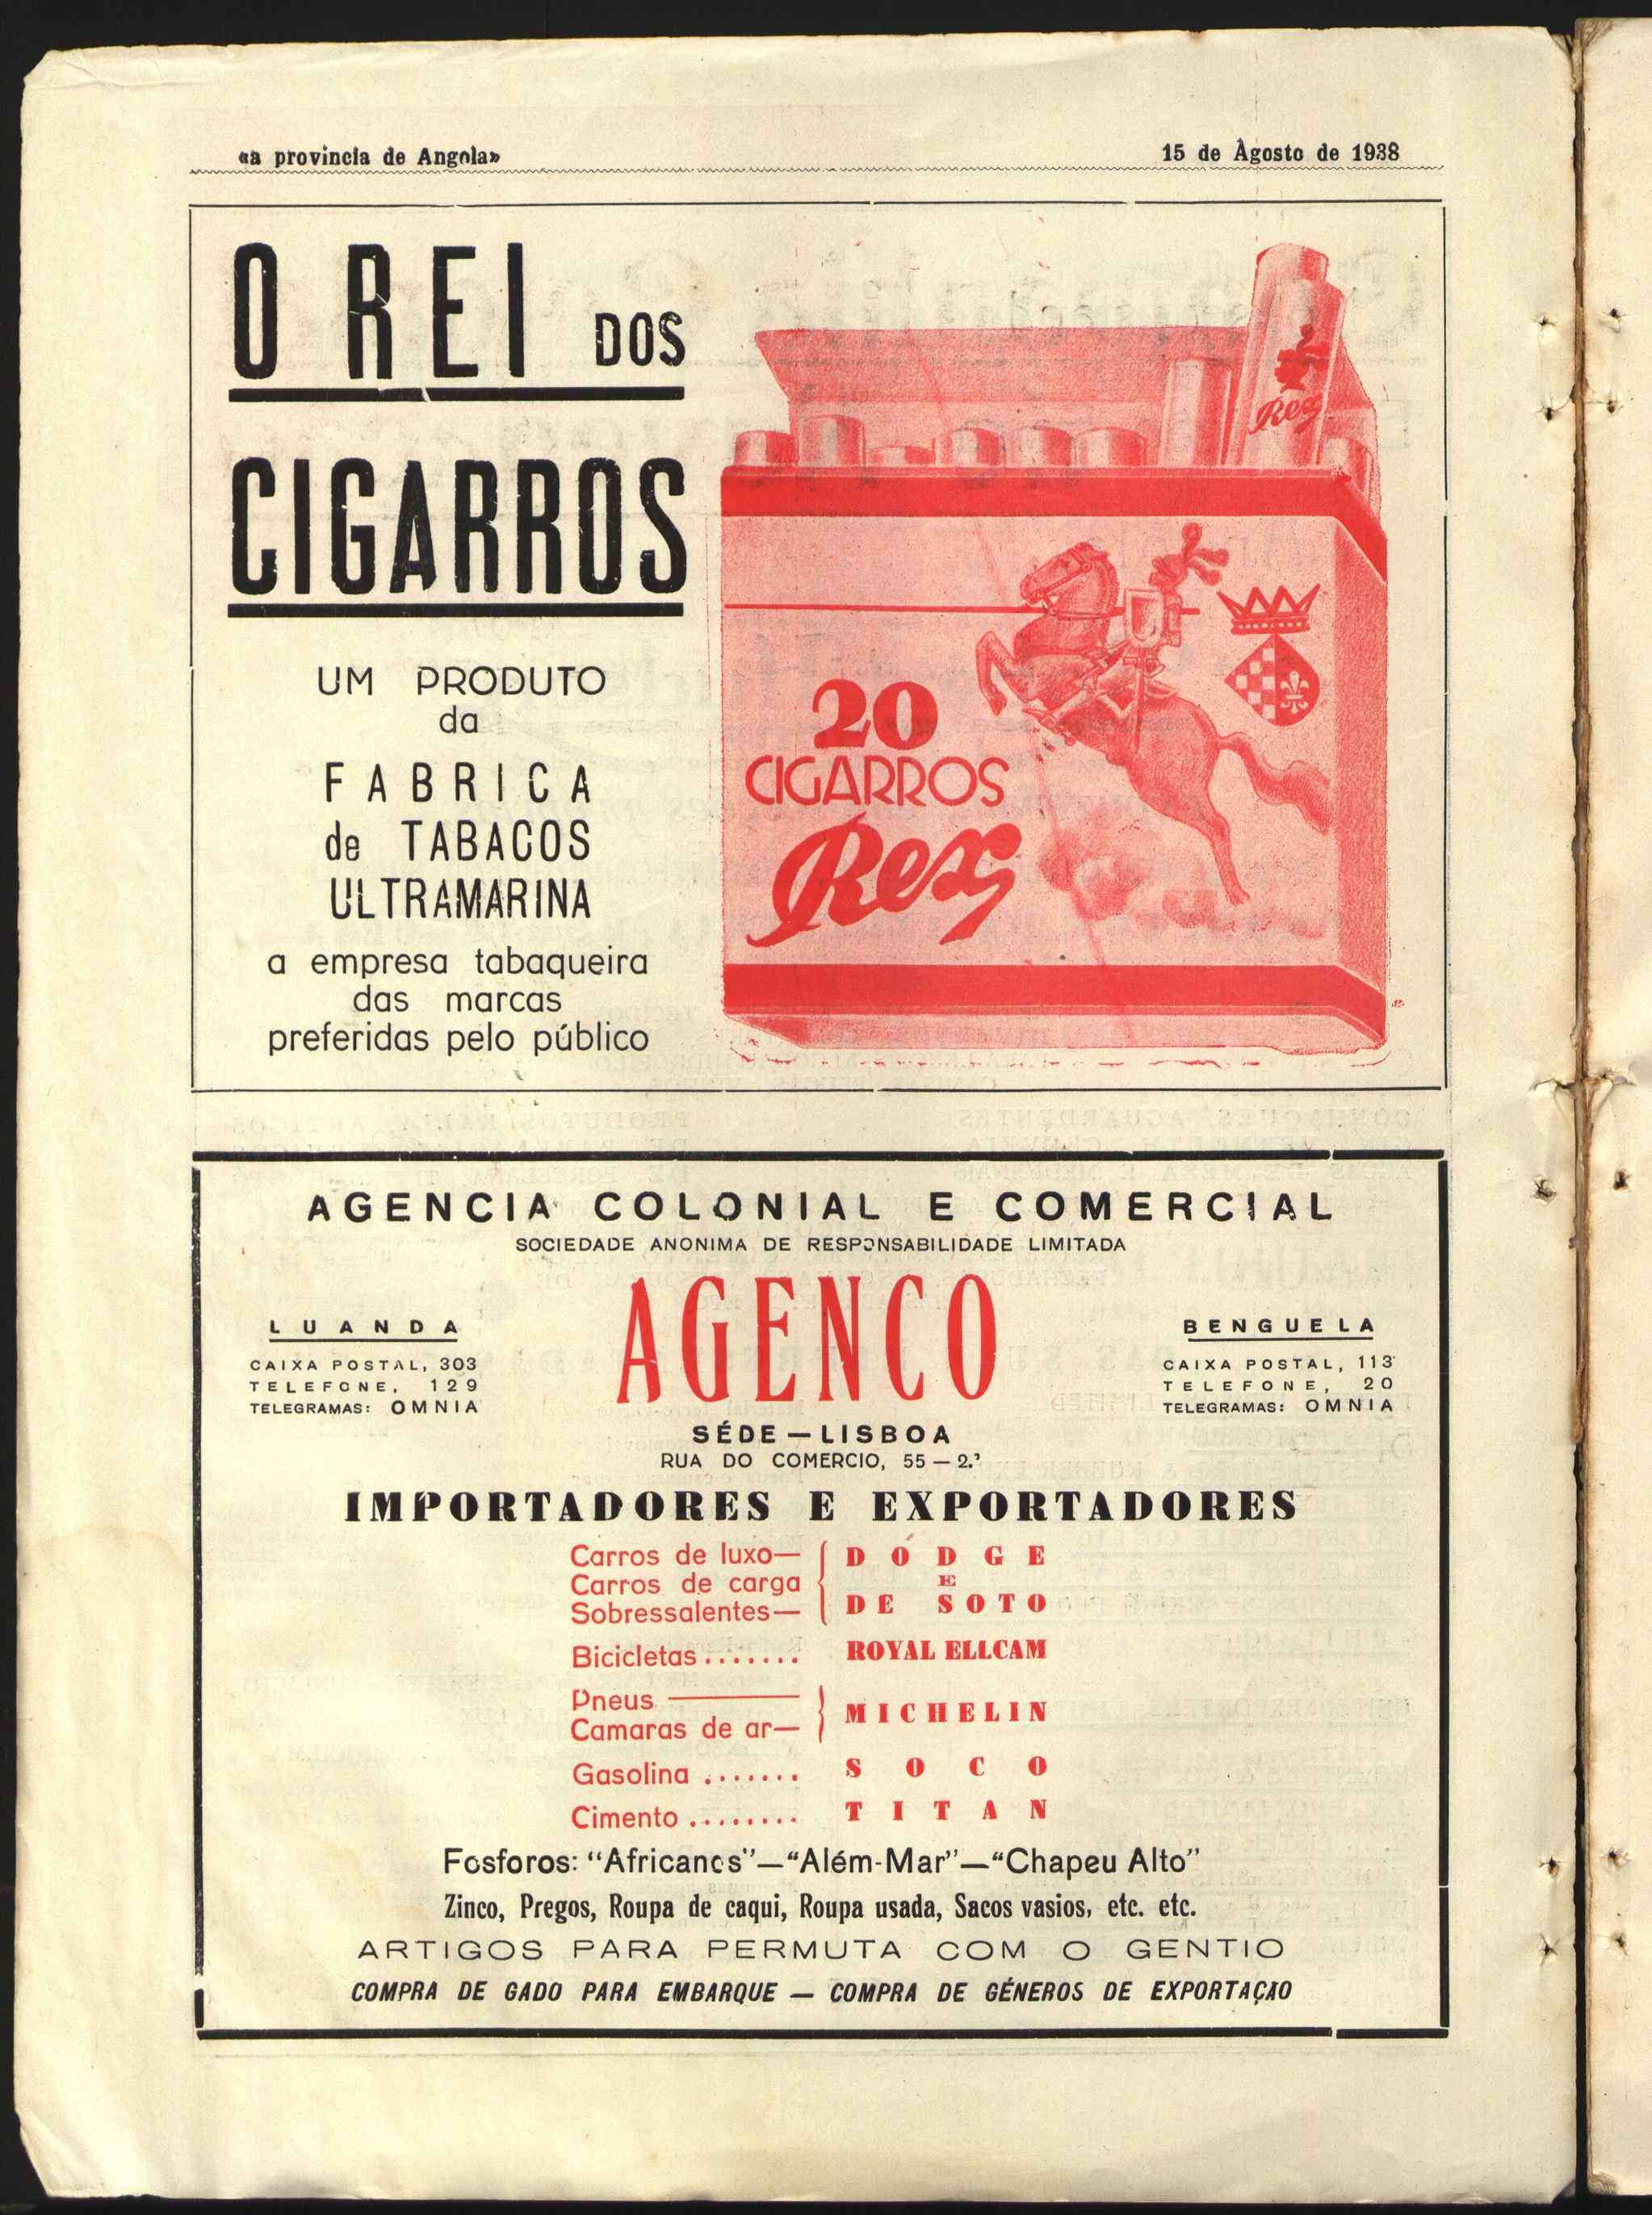 «a provincia de Angola»
15 de Agosto de 1938
O REI DOS
CIGARROS
UM PRODUTO
da
FABRICA
de TABACOS
ULTRAMARINA
a empresa tabaqueira
das marcas
preferidas pelo público
Rex
20
CIGARROS
Rex
AGENCIA COLONIAL E COMERCIAL
SOCIEDADE ANONIMA DE RESPONSABILIDADE LIMITADA
AGENCO
LUANDA
CAIXA POSTAL, 303
TELEFONE, 129
TELEGRAMAS: OMNIA
BENGUELA
CAIXA POSTAL, 113
TELEFONE, 20
TELEGRAMAS: OMNIA
SÉDE — LISBOA
RUA DO COMERCIO, 55 — 2.º
IMPORTADORES E EXPORTADORES
Carros de luxo—
Carros de carga
Sobressalentes—
DODGE
E
DE SOTO
Bicicletas ....... ROYAL ELLCAM
Pneus —
Camaras de ar—
MICHELIN
Gasolina ....... SOCO
Cimento ........ TITAN
Fosforos: “Africanos”—“Além-Mar”—“Chapeu Alto”
Zinco, Pregos, Roupa de caqui, Roupa usada, Sacos vasios, etc. etc.
ARTIGOS PARA PERMUTA COM O GENTIO
COMPRA DE GADO PARA EMBARQUE — COMPRA DE GÉNEROS DE EXPORTAÇÃO